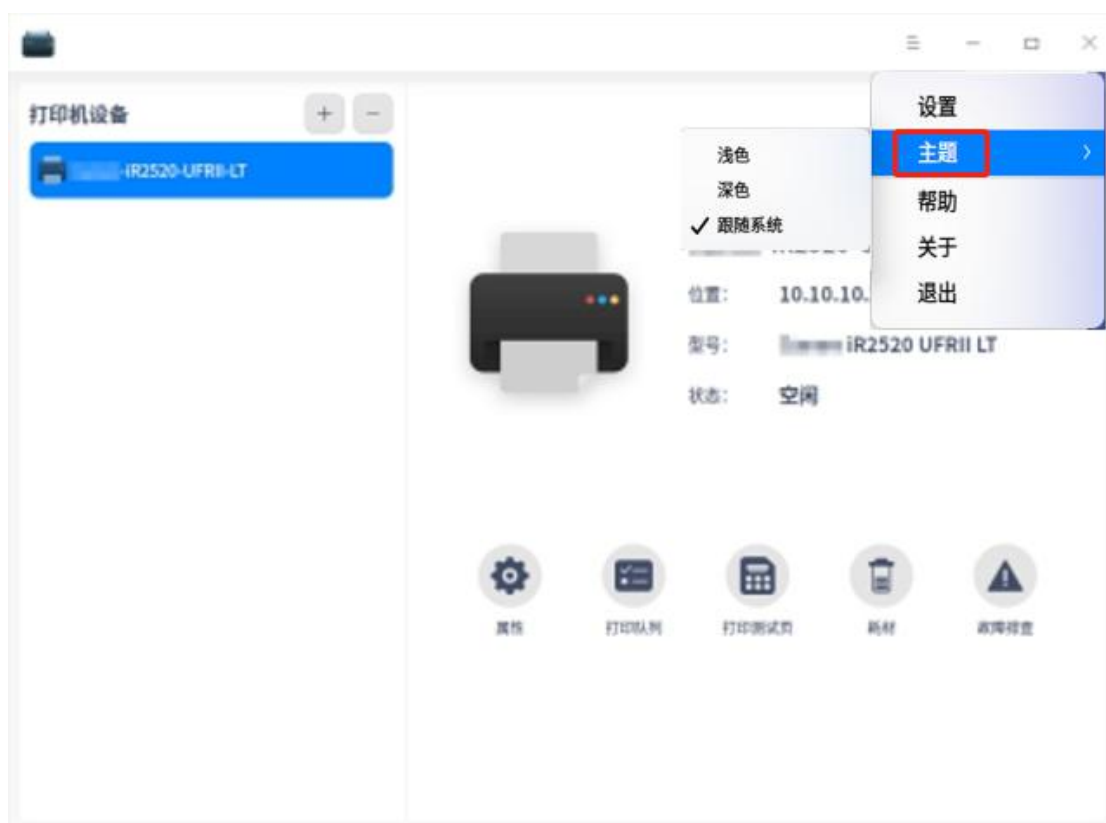 打印机设备
-iR2520-UFRII-LT
设置
主题
帮助
关于
退出
浅色
深色
跟随系统
位置: 10.10.10.
型号: iR2520 UFRII LT
状态: 空闲
属性
打印队列
打印测试页
耗材
故障排查